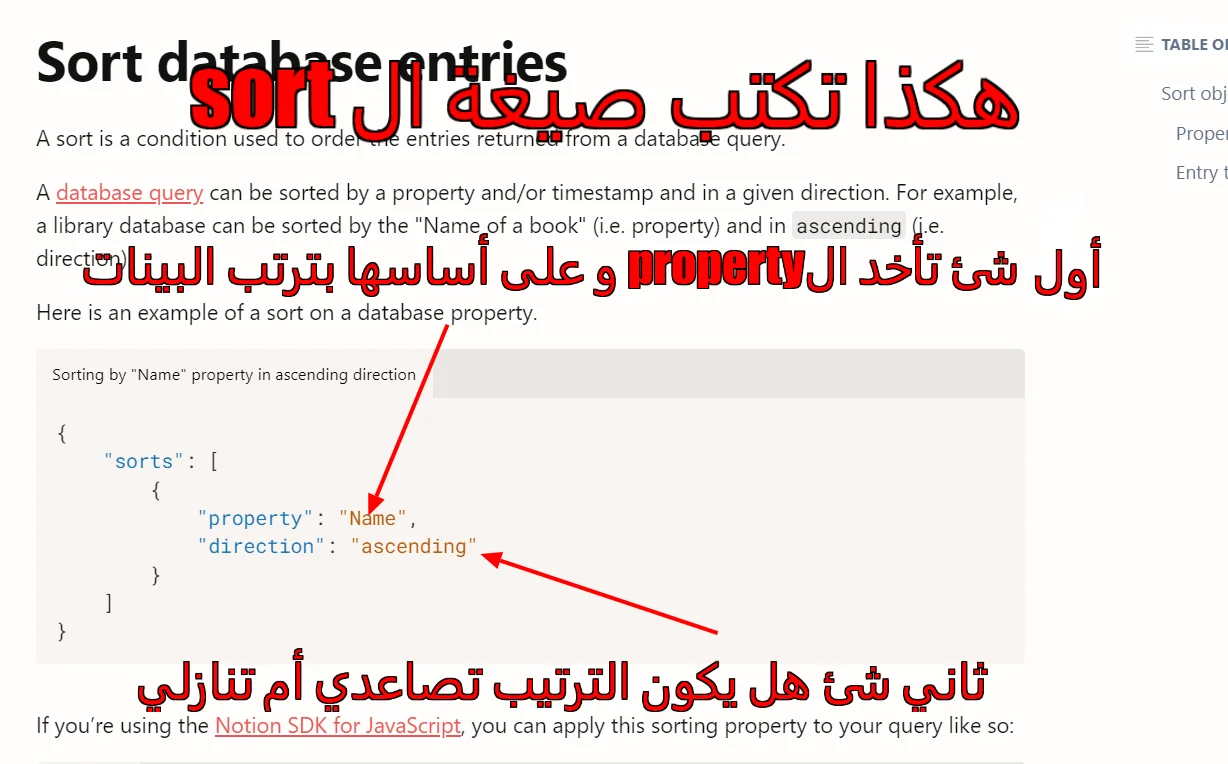 Sort database entries
هكذا تكتب صيغة ال sort
A sort is a condition used to order the entries returned from a database query.
A database query can be sorted by a property and/or timestamp and in a given direction. For example,
a library database can be sorted by the "Name of a book" (i.e. property) and in ascending (i.e.
direction)
أول شئ تأخد الproperty و على أساسها بترتب البينات
Here is an example of a sort on a database property.
Sorting by "Name" property in ascending direction
{
"sorts": [
{
"property": "Name",
"direction": "ascending"
}
]
}
ثاني شئ هل يكون الترتيب تصاعدي أم تنازلي
If you’re using the Notion SDK for JavaScript, you can apply this sorting property to your query like so:
TABLE
Sort
Entry